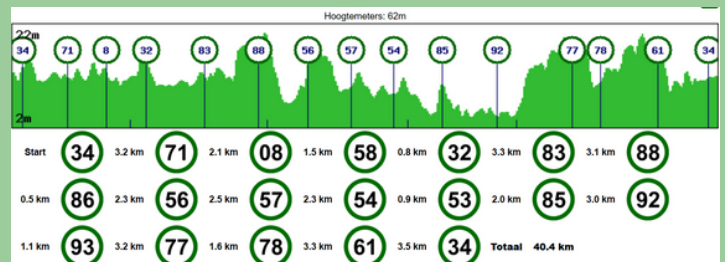 Hoogtemeters: 62m
22m
34 71 8 32 83 88 56 57 54 85 92 77 78 61 34
2m
Start 34 3.2 km 71 2.1 km 08 1.5 km 58 0.8 km 32 3.3 km 83 3.1 km 88
0.5 km 86 2.3 km 56 2.5 km 57 2.3 km 54 0.9 km 53 2.0 km 85 3.0 km 92
1.1 km 93 3.2 km 77 1.6 km 78 3.3 km 61 3.5 km 34 Totaal 40.4 km